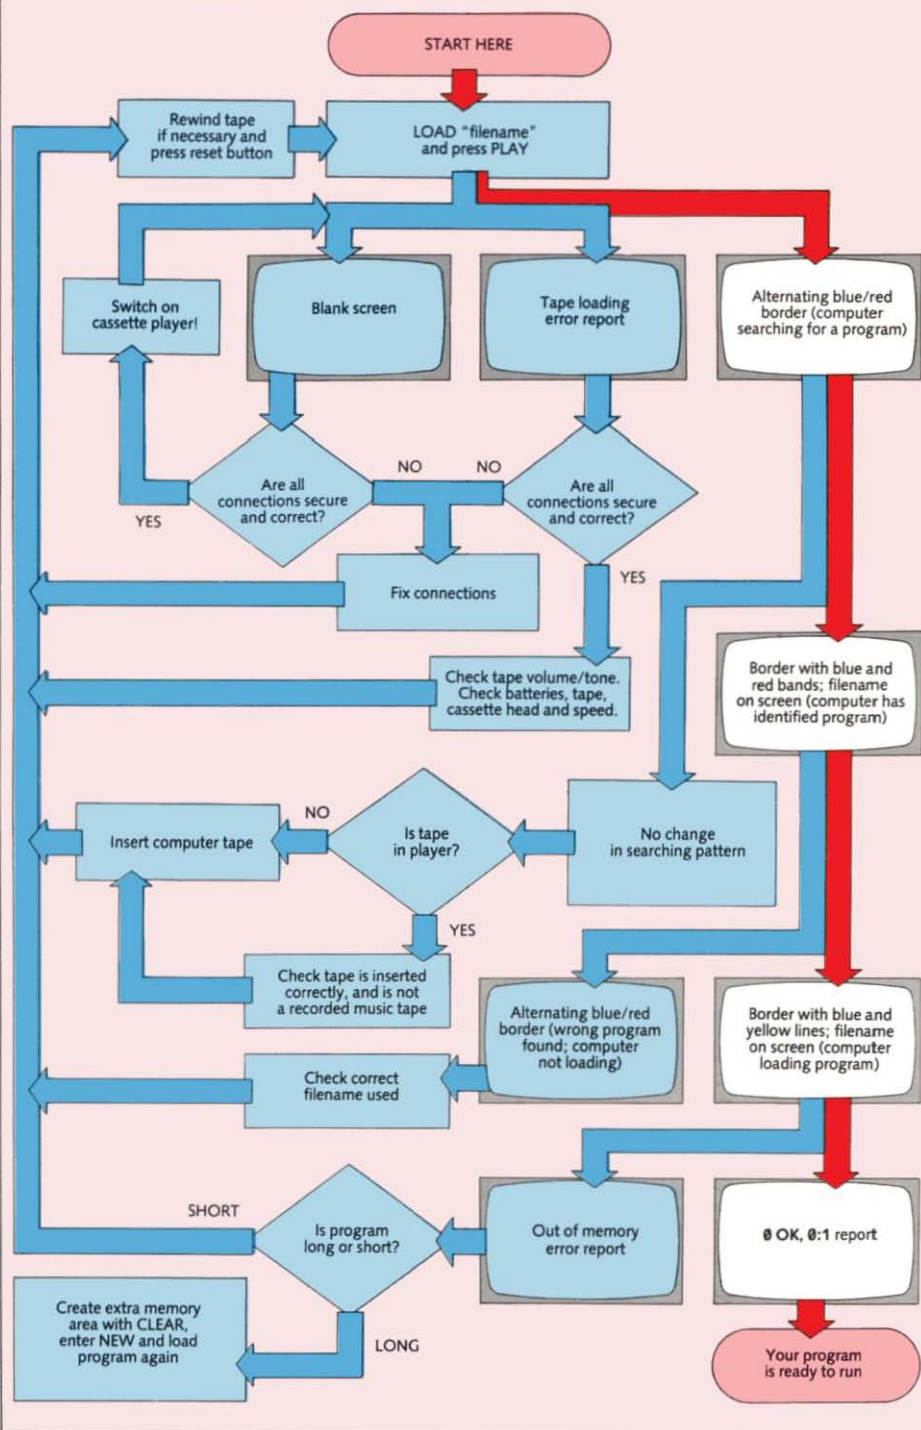 START HERE
Rewind tape
if necessary and
press reset button
LOAD "filename"
and press PLAY
Switch on
cassette player!
Blank screen
Tape loading
error report
Alternating blue/red
border (computer
searching for a program)
Are all
connections secure
and correct?
YES
NO
NO
Are all
connections secure
and correct?
YES
Fix connections
Check tape volume/tone.
Check batteries, tape,
cassette head and speed.
Border with blue and
red bands; filename
on screen (computer has
identified program)
Insert computer tape
NO
Is tape
in player?
No change
in searching pattern
YES
Check tape is inserted
correctly, and is not
a recorded music tape
Alternating blue/red
border (wrong program
found; computer
not loading)
Border with blue and
yellow lines; filename
on screen (computer
loading program)
Check correct
filename used
SHORT
Is program
long or short?
Out of memory
error report
0 OK, 0:1 report
Create extra memory
area with CLEAR,
enter NEW and load
program again
LONG
Your program
is ready to run